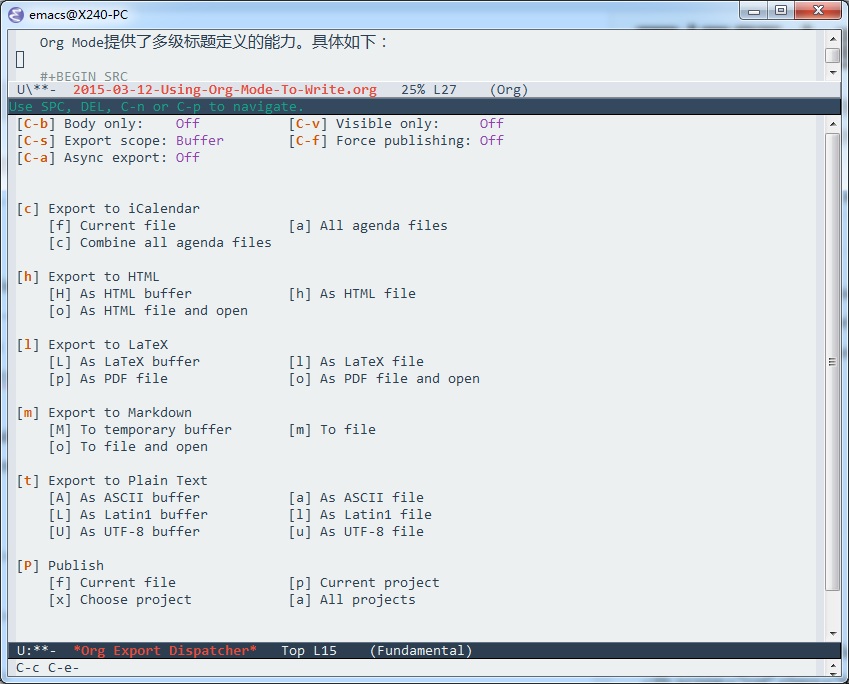 emacs@X240-PC
Org Mode提供了多级标题定义的能力。具体如下：
#+BEGIN_SRC
U\**-  2015-03-12-Using-Org-Mode-To-Write.org   25% L27    (Org)
Use SPC, DEL, C-n or C-p to navigate.
[C-b] Body only:    Off           [C-v] Visible only:     Off
[C-s] Export scope: Buffer        [C-f] Force publishing: Off
[C-a] Async export: Off
[c] Export to iCalendar
[f] Current file              [a] All agenda files
[c] Combine all agenda files
[h] Export to HTML
[H] As HTML buffer            [h] As HTML file
[o] As HTML file and open
[l] Export to LaTeX
[L] As LaTeX buffer           [l] As LaTeX file
[p] As PDF file               [o] As PDF file and open
[m] Export to Markdown
[M] To temporary buffer       [m] To file
[o] To file and open
[t] Export to Plain Text
[A] As ASCII buffer           [a] As ASCII file
[L] As Latin1 buffer          [l] As Latin1 file
[U] As UTF-8 buffer           [u] As UTF-8 file
[P] Publish
[f] Current file              [p] Current project
[x] Choose project            [a] All projects
U:**-  *Org Export Dispatcher*   Top L15    (Fundamental)
C-c C-e-